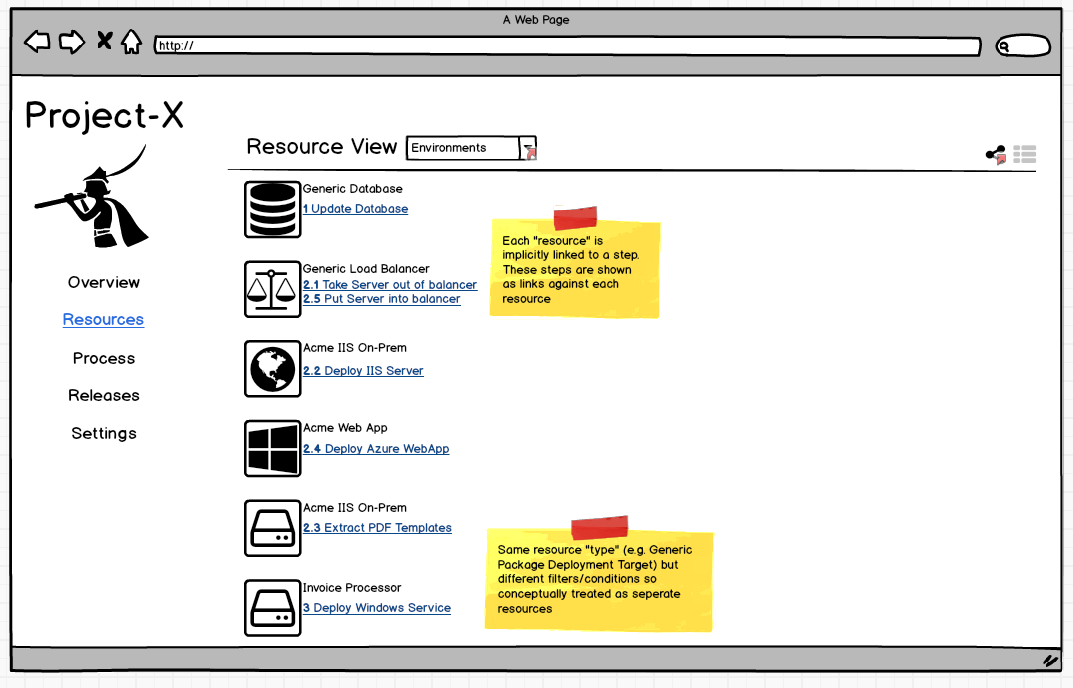 A Web Page
http://
Project-X
Resource View
Environments
Overview
Resources
Process
Releases
Settings
Generic Database
1 Update Database
Generic Load Balancer
2.1 Take Server out of balancer
2.5 Put Server into balancer
Acme IIS On-Prem
2.2 Deploy IIS Server
Acme Web App
2.4 Deploy Azure WebApp
Acme IIS On-Prem
2.3 Extract PDF Templates
Invoice Processor
3 Deploy Windows Service
Each "resource" is
implicitly linked to a step.
These steps are shown
as links against each
resource
Same resource "type" (e.g. Generic
Package Deployment Target) but
different filters/conditions so
conceptually treated as seperate
resources